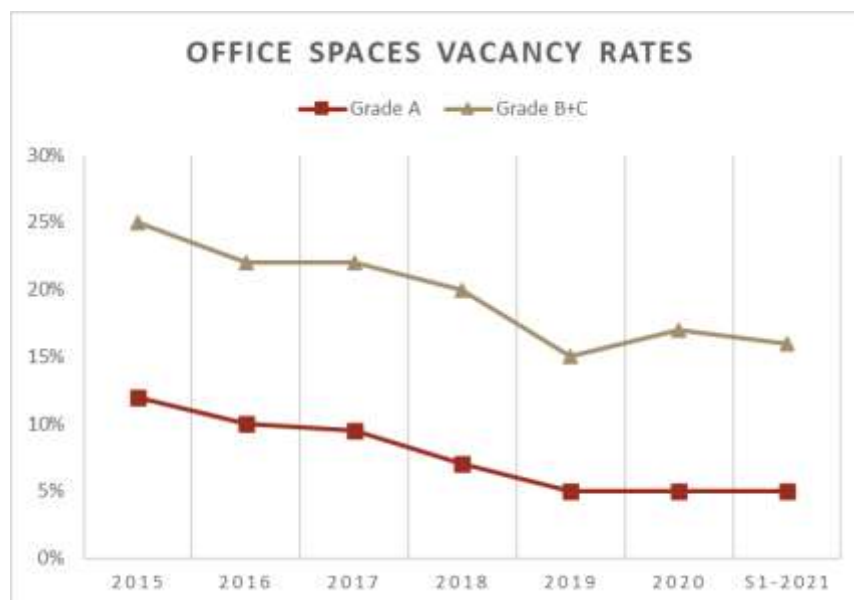 OFFICE SPACES VACANCY RATES
Grade A Grade B+C
30%
25%
20%
15%
10%
5%
0%
2015 2016 2017 2018 2019 2020 S1-2021